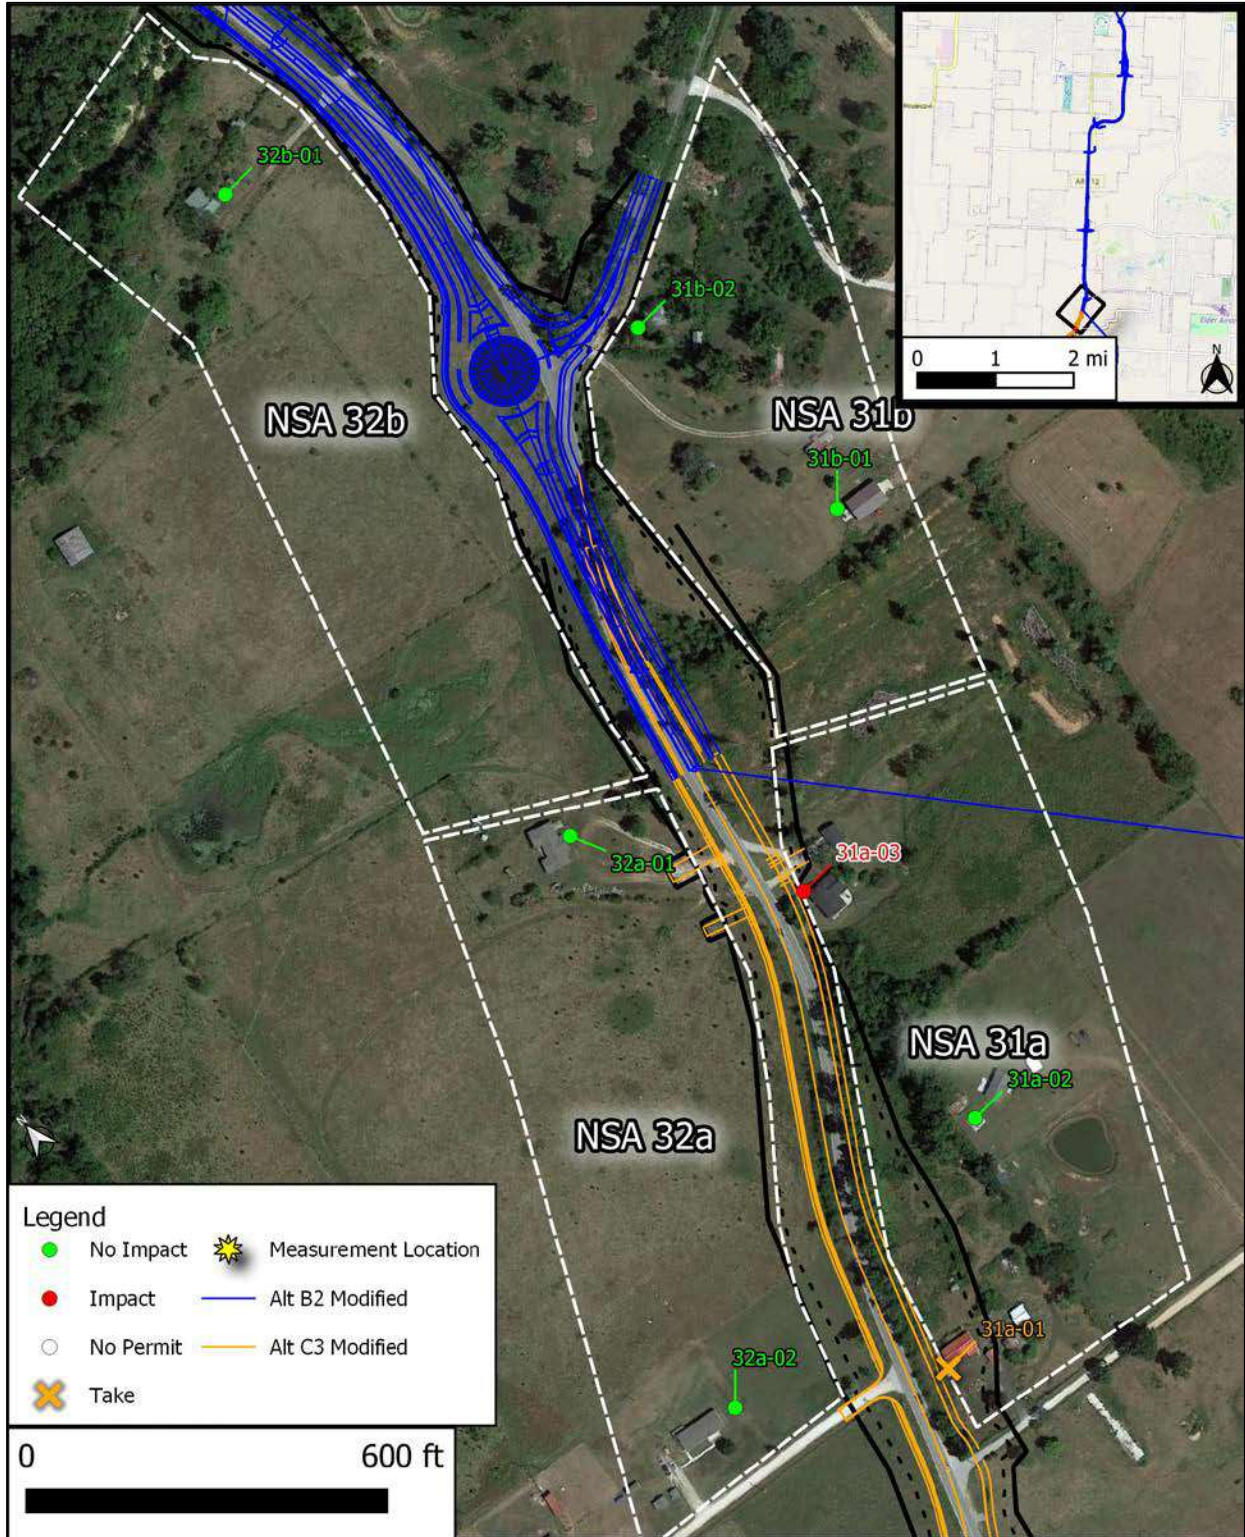 32b-01
31b-02
NSA 32b
NSA 31b
31b-01
31a-03
32a-01
NSA 31a
31a-02
NSA 32a
31a-01
32a-02
0 1 2 mi
N
N
Legend
No Impact
Measurement Location
Impact
Alt B2 Modified
No Permit
Alt C3 Modified
Take
0 600 ft